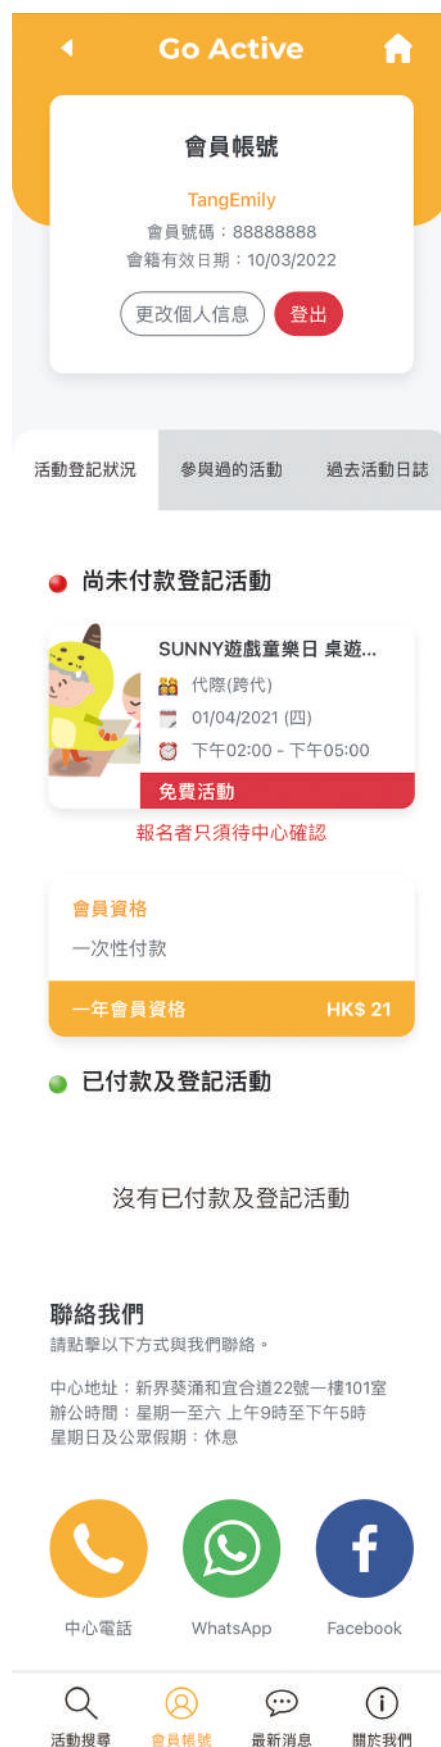 Go Active
會員帳號
TangEmily
會員號碼：88888888
會籍有效日期：10/03/2022
更改個人信息
登出
活動登記狀況
參與過的活動
過去活動日誌
尚未付款登記活動
SUNNY遊戲童樂日 桌遊...
代際(跨代)
01/04/2021 (四)
下午02:00 - 下午05:00
免費活動
報名者只須待中心確認
會員資格
一次性付款
一年會員資格 HK$ 21
已付款及登記活動
沒有已付款及登記活動
聯絡我們
請點擊以下方式與我們聯絡。
中心地址：新界葵涌和宜合道22號一樓101室
辦公時間：星期一至六 上午9時至下午5時
星期日及公眾假期：休息
中心電話
WhatsApp
Facebook
活動搜尋
會員帳號
最新消息
關於我們